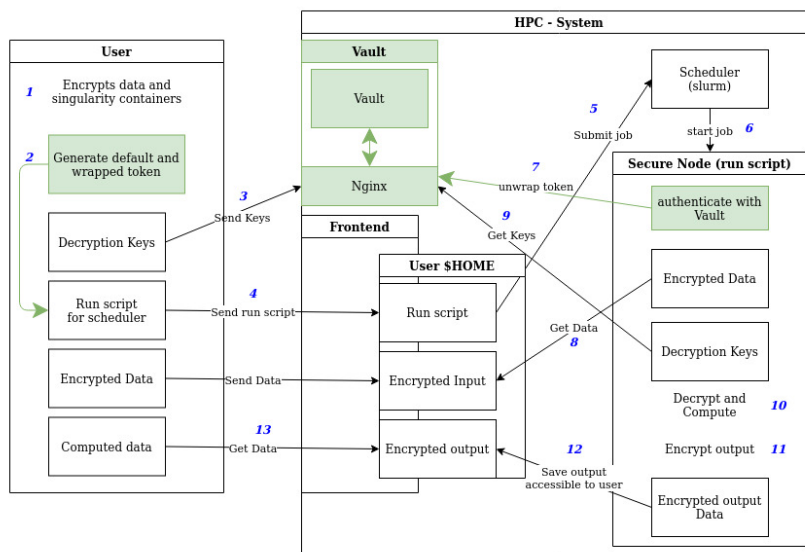 HPC - System
User
1
Encrypts data and
singularity containers
2
Generate default and
wrapped token
Decryption Keys
Run script
for scheduler
Encrypted Data
Computed data
3
Send Keys
4
Send run script
Send Data
13
Get Data
Vault
Vault
Nginx
Frontend
User $HOME
Run script
Encrypted Input
Encrypted output
5
Submit job
Scheduler
(slurm)
start job
6
7
unwrap token
9
Get Keys
Get Data
8
12
Save output
accessible to user
Secure Node (run script)
authenticate with
Vault
Encrypted Data
Decryption Keys
Decrypt and
Compute
10
Encrypt output
11
Encrypted output
Data